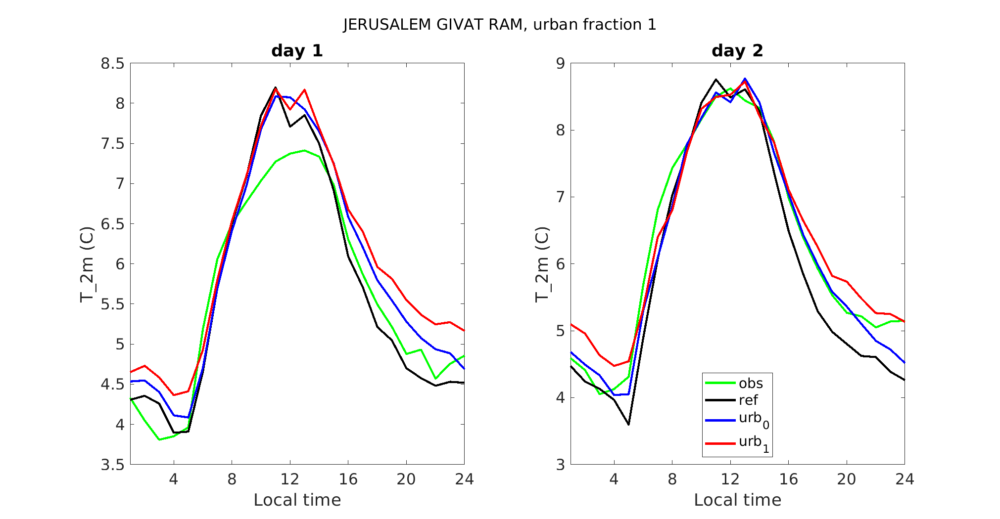 JERUSALEM GIVAT RAM, urban fraction 1
day 1
8.5
8
7.5
7
6.5
6
5.5
5
4.5
4
3.5
T_2m (C)
4 8 12 16 20 24
Local time
day 2
9
8
7
6
5
4
3
T_2m (C)
4 8 12 16 20 24
Local time
obs
ref
urb0
urb1